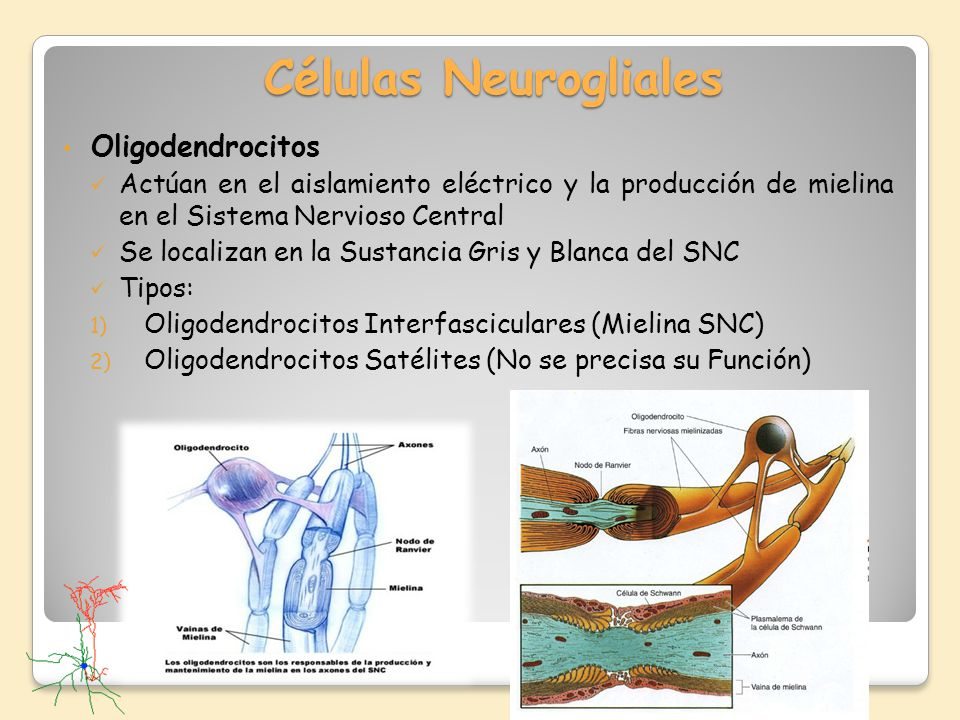 Células Neurogliales
• Oligodendrocitos
✓ Actúan en el aislamiento eléctrico y la producción de mielina
en el Sistema Nervioso Central
✓ Se localizan en la Sustancia Gris y Blanca del SNC
✓ Tipos:
1) Oligodendrocitos Interfasciculares (Mielina SNC)
2) Oligodendrocitos Satélites (No se precisa su Función)
Oligodendrocito
Axones
Nodo de
Ranvier
Mielina
Vainas de
Mielina
Los oligodendrocitos son los responsables de la producción y
mantenimiento de la mielina en los axones del SNC
Oligodendrocito
Fibras nerviosas mielinizadas
Axón
Nodo de Ranvier
Célula de Schwann
Plasmalema de
la célula de Schwann
Axón
Vaina de mielina